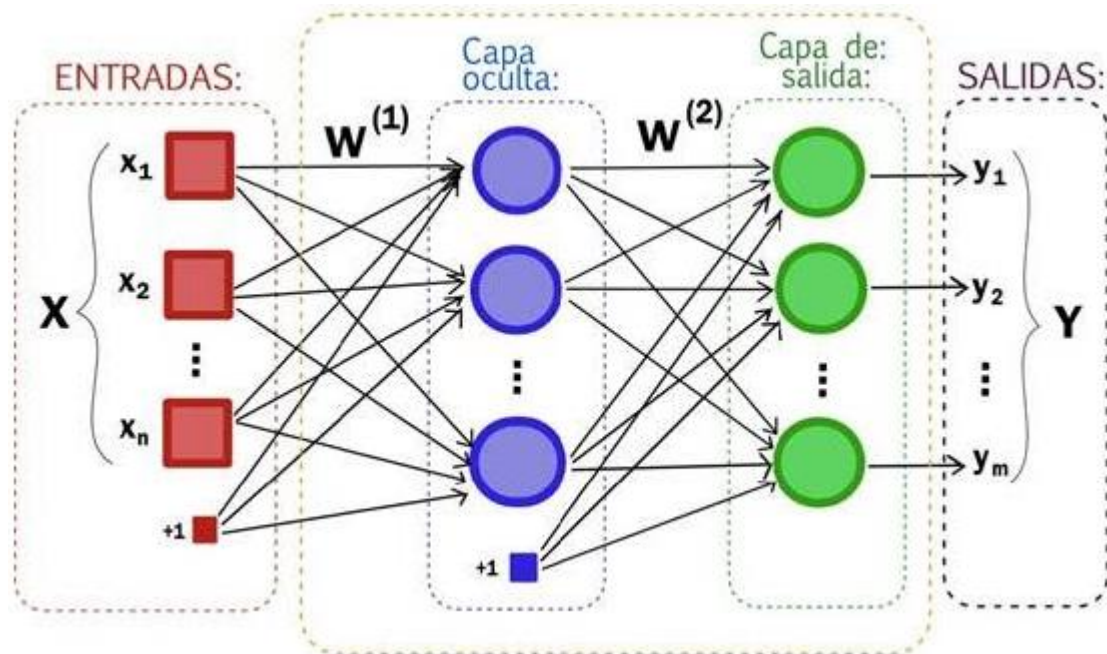 ENTRADAS:
Capa
oculta:
Capa de:
salida:
SALIDAS:
W(1)
W(2)
x1
x2
xn
X
+1
+1
y1
y2
ym
Y